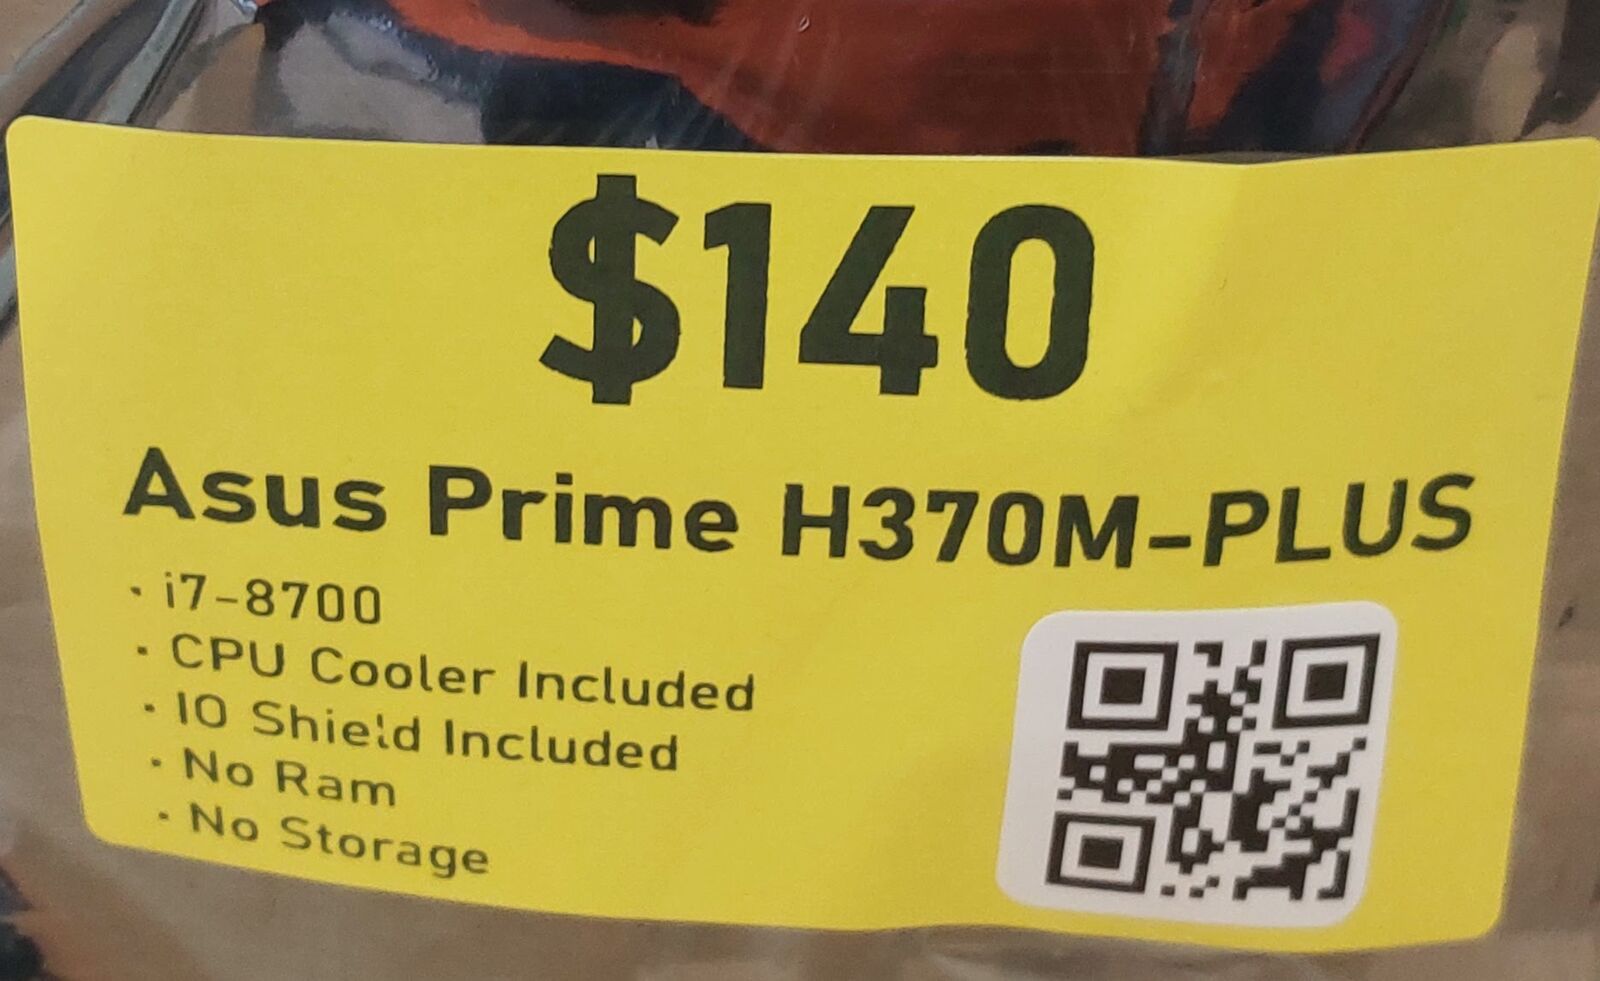 $140
Asus Prime H370M-PLUS
· i7-8700
· CPU Cooler Included
· IO Shield Included
· No Ram
· No Storage